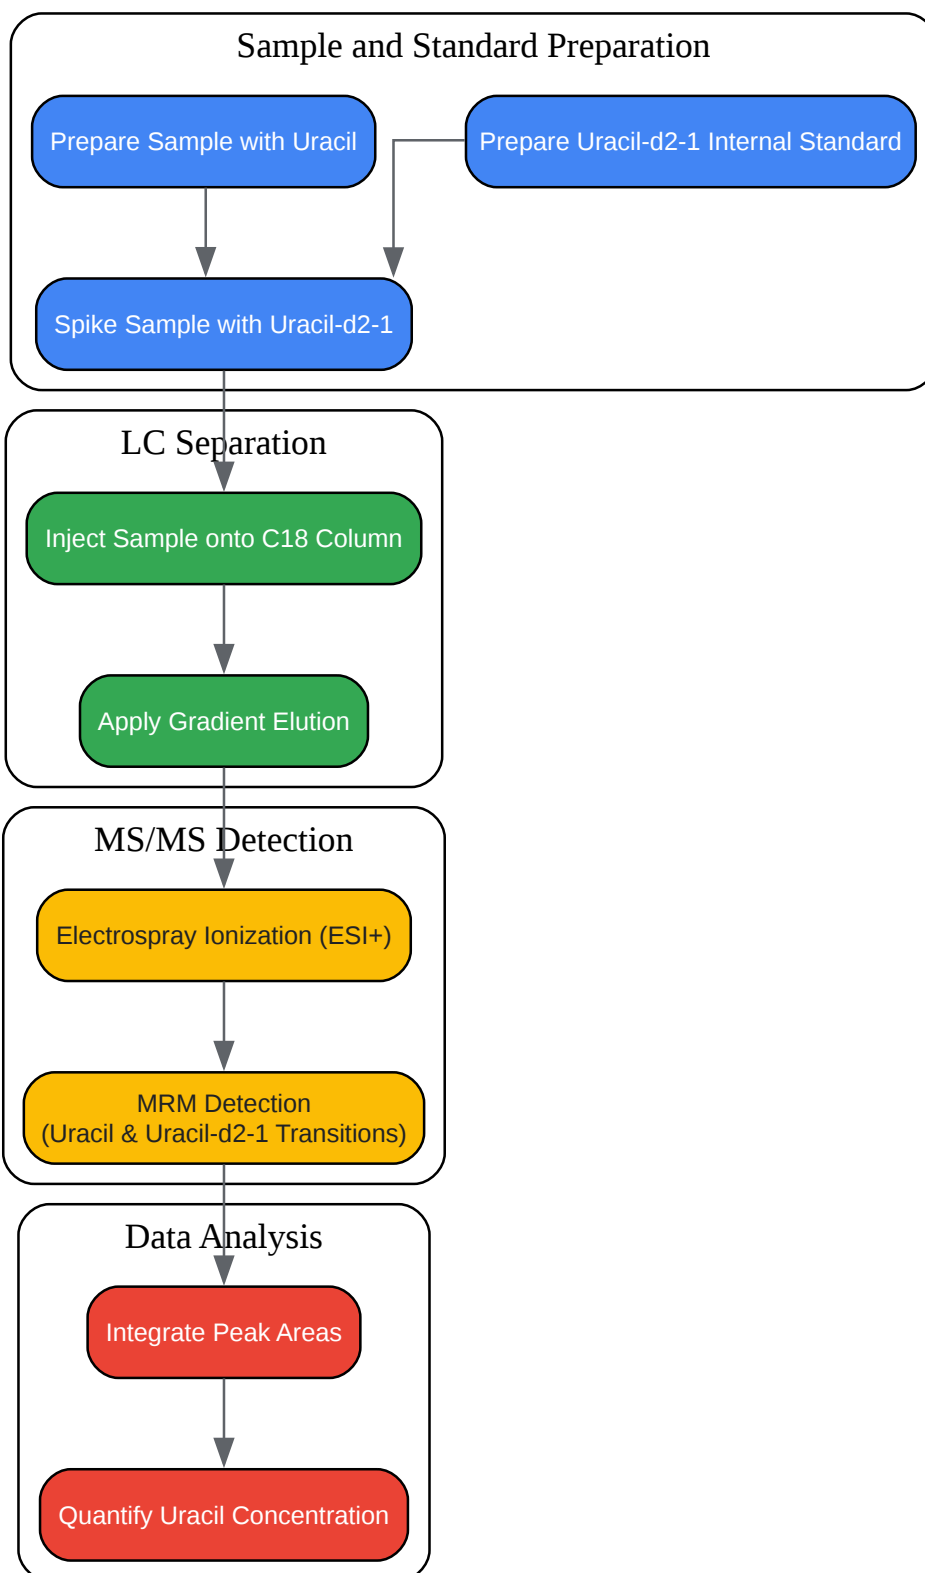 Sample and Standard Preparation
Prepare Sample with Uracil
Prepare Uracil-d2-1 Internal Standard
Spike Sample with Uracil-d2-1
LC Separation
Inject Sample onto C18 Column
Apply Gradient Elution
MS/MS Detection
Electrospray Ionization (ESI+)
MRM Detection
(Uracil & Uracil-d2-1 Transitions)
Data Analysis
Integrate Peak Areas
Quantify Uracil Concentration